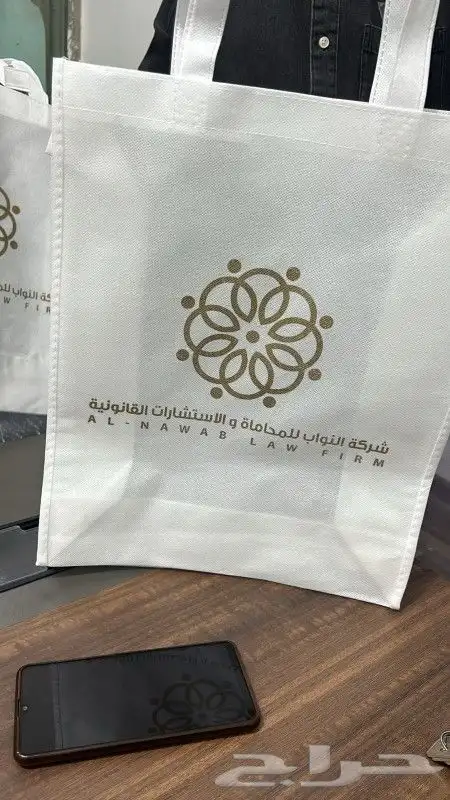 شركة النواب للمحاماة و الاستشارات القانونية
AL-NAWAB LAW FIRM
حراج